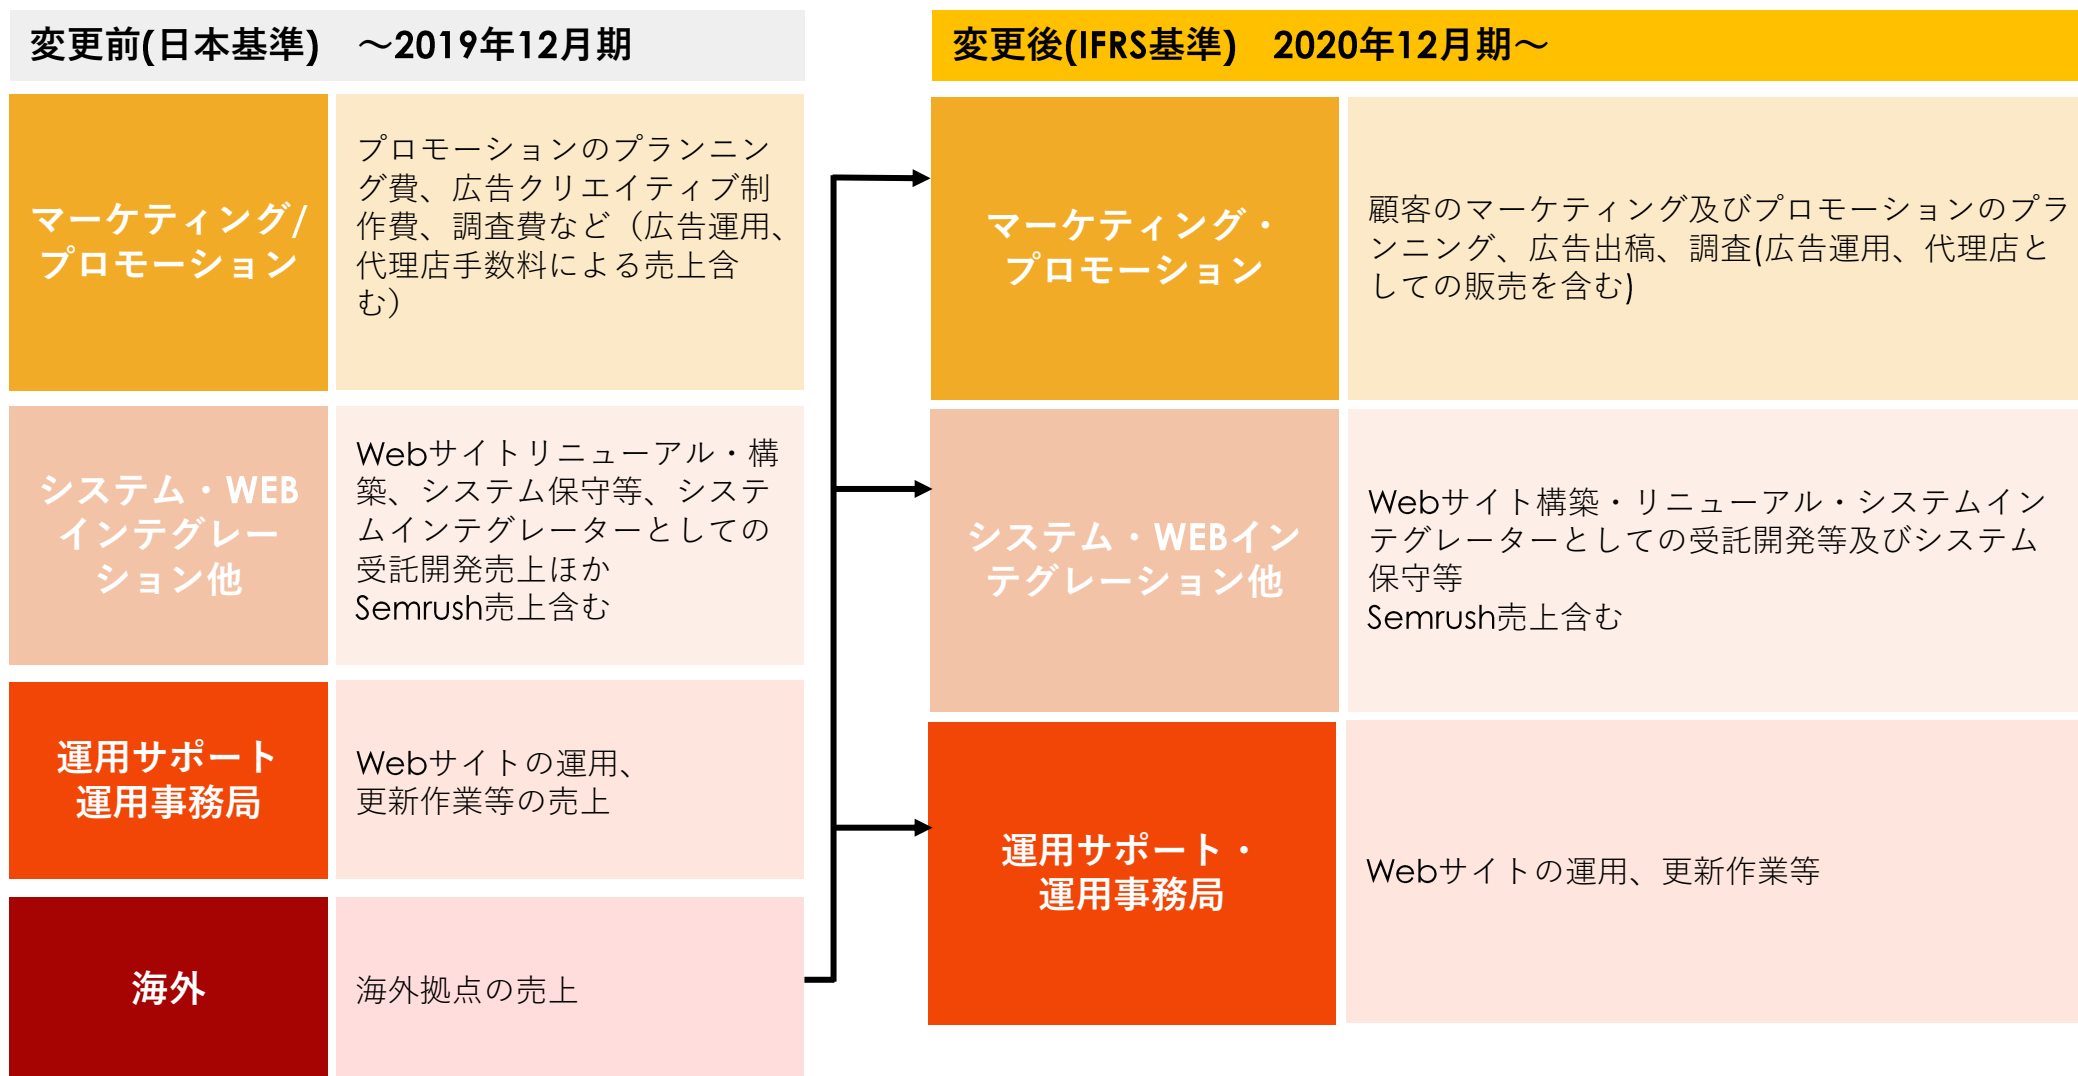 変更前(日本基準)　～2019年12月期
マーケティング/
プロモーション
プロモーションのプランニン
グ費、広告クリエイティブ制
作費、調査費など（広告運用、
代理店手数料による売上含
む）
システム・WEB
インテグレー
ション他
Webサイトリニューアル・構
築、システム保守等、システ
ムインテグレーターとしての
受託開発売上ほか
Semrush売上含む
運用サポート
運用事務局
Webサイトの運用、
更新作業等の売上
海外
海外拠点の売上
変更後(IFRS基準)　2020年12月期～
マーケティング・
プロモーション
顧客のマーケティング及びプロモーションのプラ
ンニング、広告出稿、調査(広告運用、代理店と
しての販売を含む)
システム・WEBイン
テグレーション他
Webサイト構築・リニューアル・システムイン
テグレーターとしての受託開発等及びシステム
保守等
Semrush売上含む
運用サポート・
運用事務局
Webサイトの運用、更新作業等